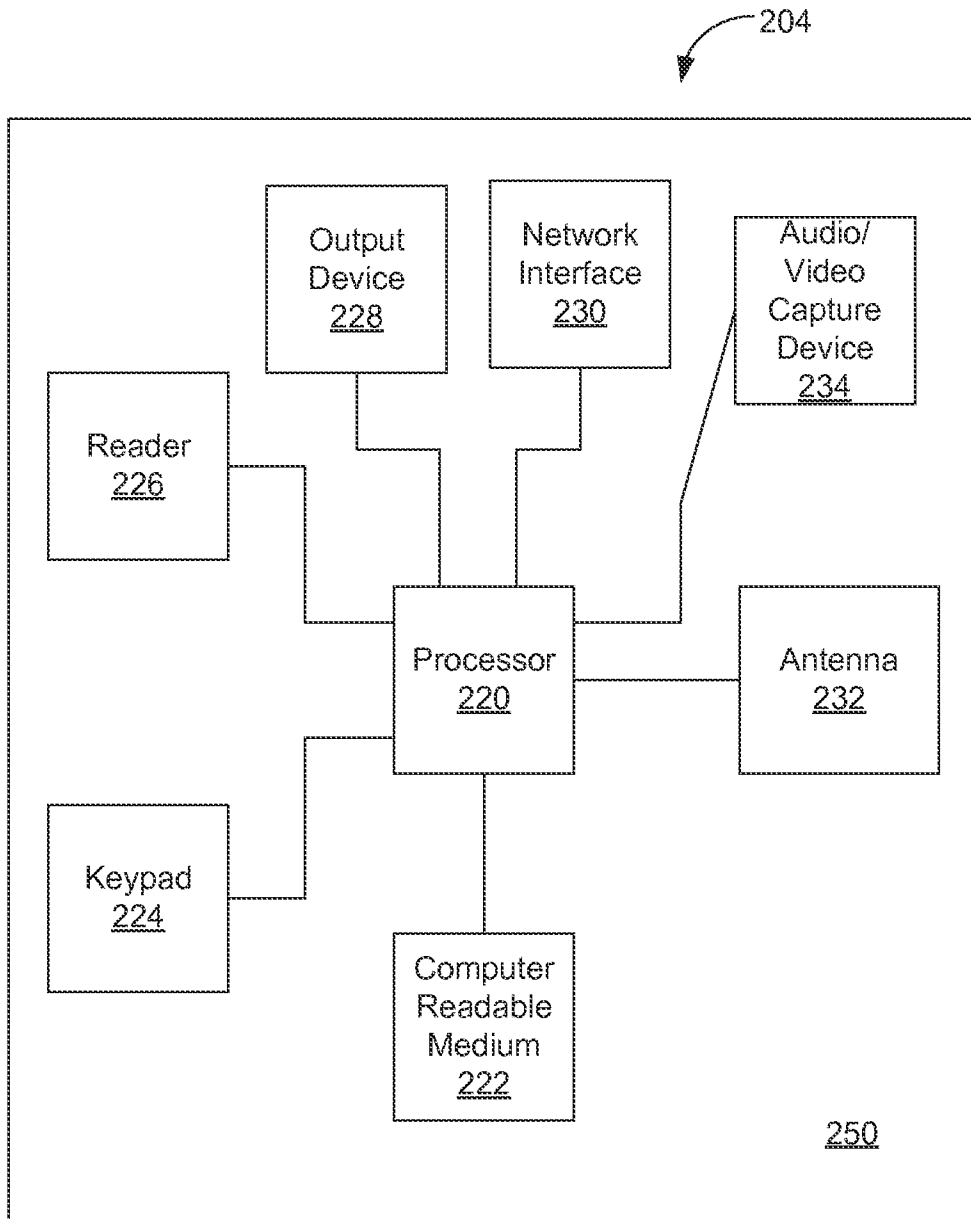 204
Output
Device
228
Network
Interface
230
Audio/
Video
Capture
Device
234
Reader
226
Processor
220
Antenna
232
Keypad
224
Computer
Readable
Medium
222
250